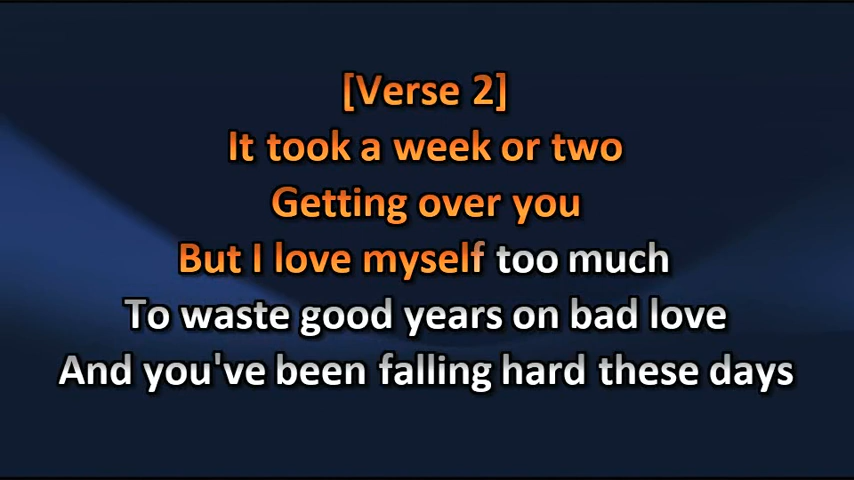 [Verse 2]
It took a week or two
Getting over you
But I love myself too much
To waste good years on bad love
And you've been falling hard these days